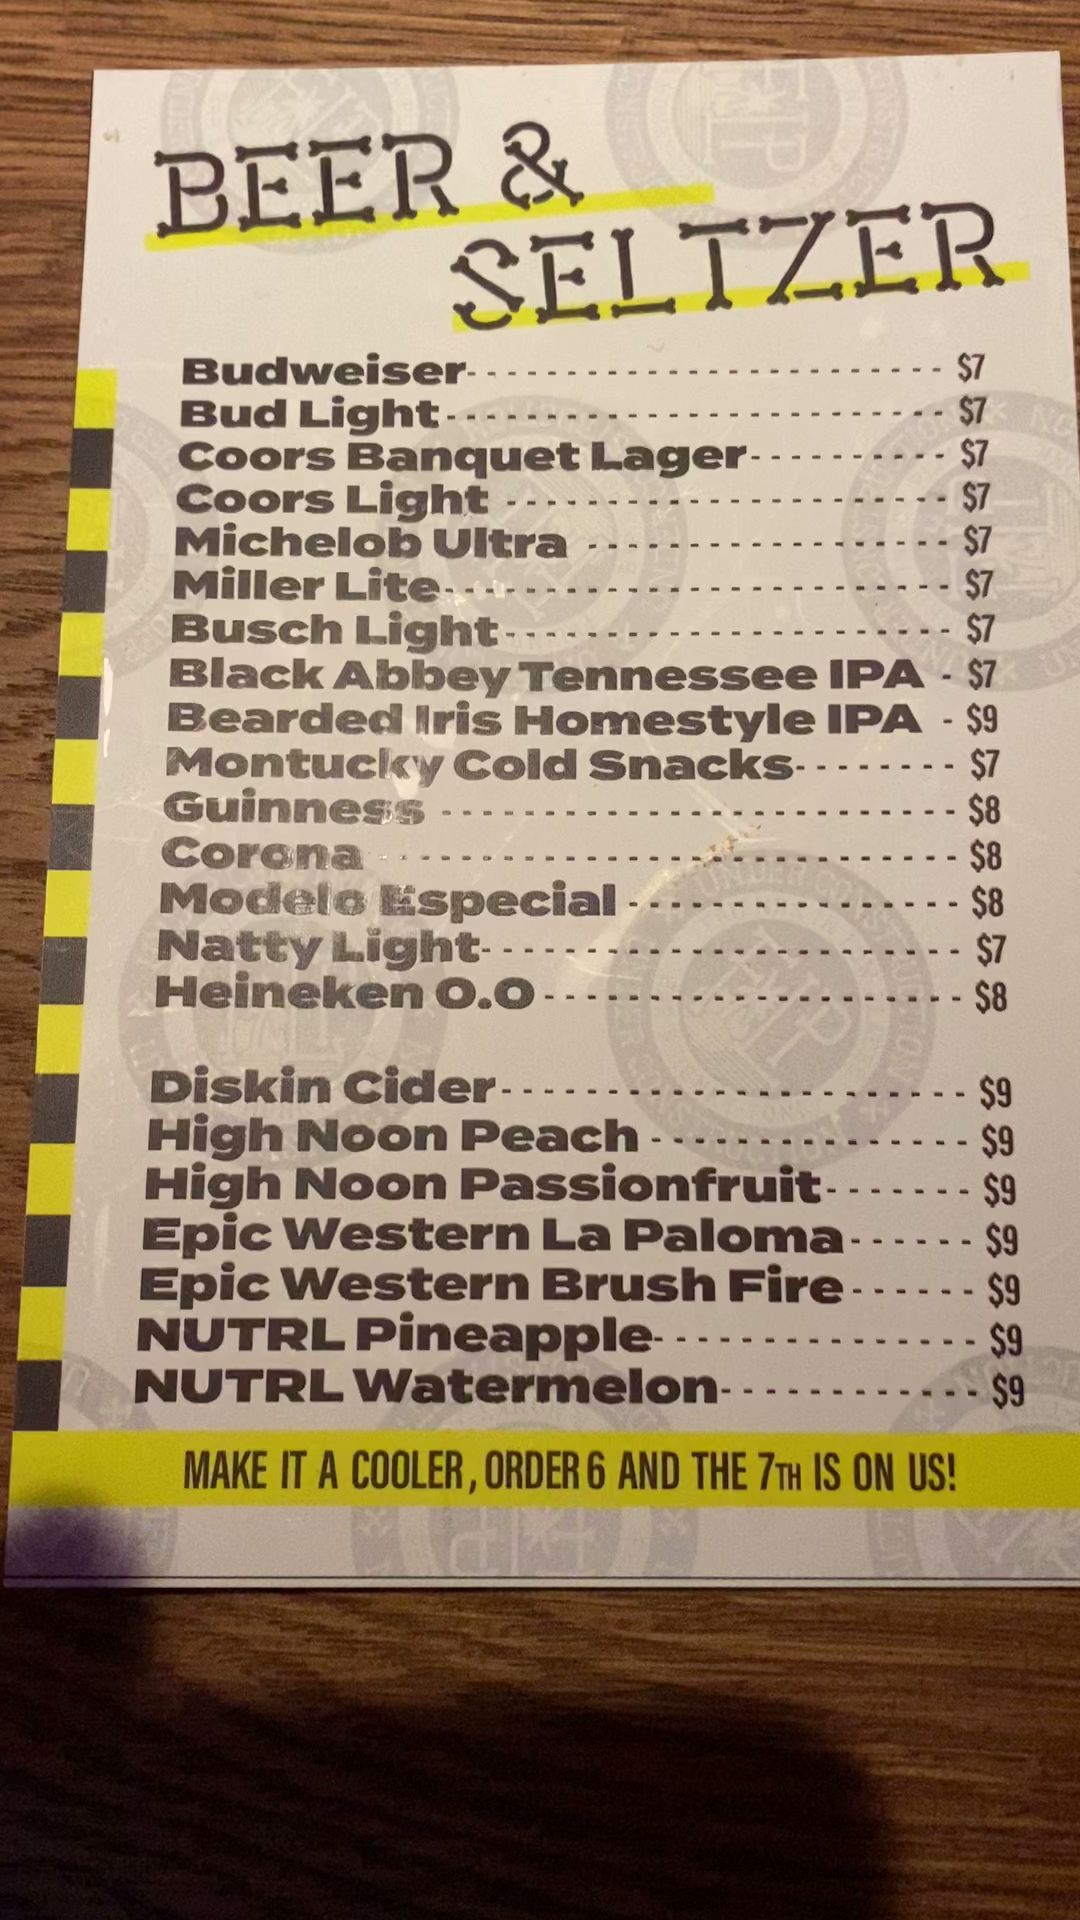 BEER &
SELTZER
Budweiser- - - - - - - - - - - - - - - - - - - - - - - - - $7
Bud Light- - - - - - - - - - - - - - - - - - - - - - - - - - $7
Coors Banquet Lager- - - - - - - - - - $7
Coors Light - - - - - - - - - - - - - - - - - - - - - - - $7
Michelob Ultra - - - - - - - - - - - - - - - - - - - $7
Miller Lite- - - - - - - - - - - - - - - - - - - - - - - - - - $7
Busch Light- - - - - - - - - - - - - - - - - - - - - - - $7
Black Abbey Tennessee IPA - $7
Bearded Iris Homestyle IPA - $9
Montucky Cold Snacks- - - - - - - - $7
Guinness - - - - - - - - - - - - - - - - - - - - - - - - - - - $8
Corona - - - - - - - - - - - - - - - - - - - - - - - - - - - - - - $8
Modelo Especial - - - - - - - - - - - - - - - - - $8
Natty Light- - - - - - - - - - - - - - - - - - - - - - - - - $7
Heineken 0.0 - - - - - - - - - - - - - - - - - - - - - - $8
Diskin Cider- - - - - - - - - - - - - - - - - - - - - - - - $9
High Noon Peach - - - - - - - - - - - - - - - $9
High Noon Passionfruit- - - - - - - $9
Epic Western La Paloma- - - - - - $9
Epic Western Brush Fire- - - - - - $9
NUTRL Pineapple- - - - - - - - - - - - - - - $9
NUTRL Watermelon- - - - - - - - - - - - $9
MAKE IT A COOLER, ORDER 6 AND THE 7TH IS ON US!